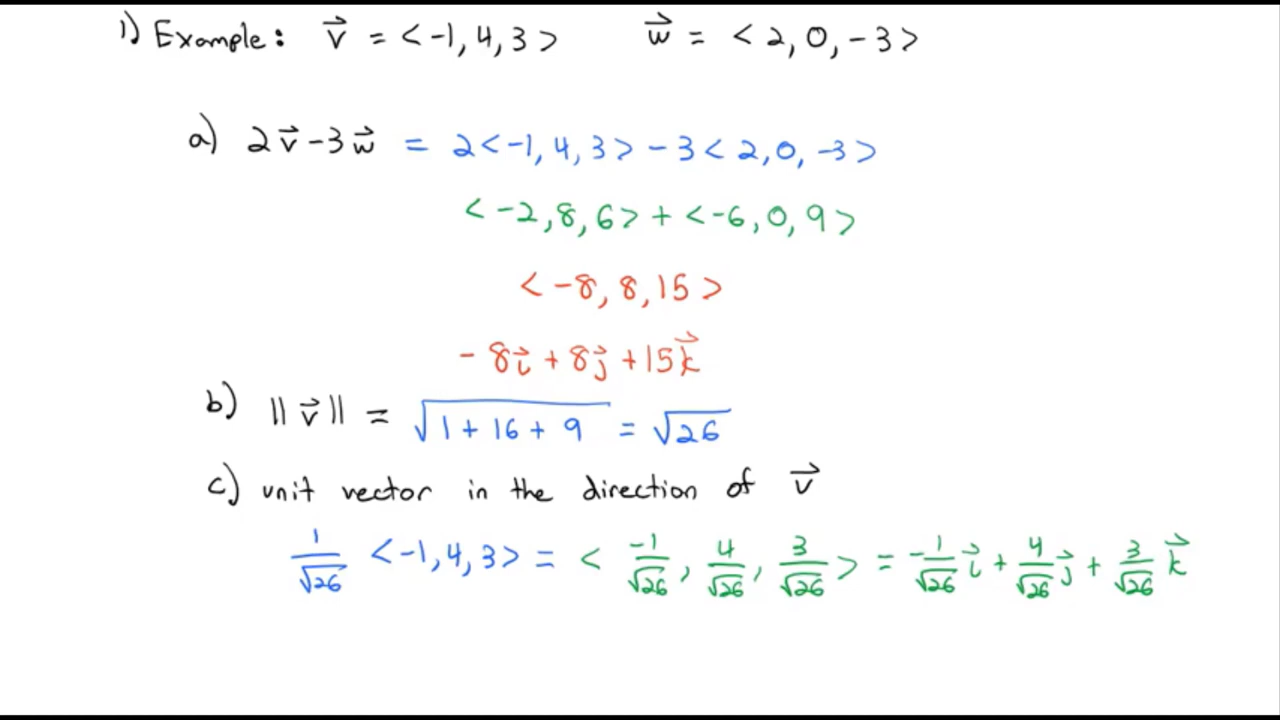 1) Example: v⃗ = < -1, 4, 3 > w⃗ = < 2, 0, -3 >
a) 2v⃗ - 3w⃗ = 2< -1, 4, 3 > - 3< 2, 0, -3 >
< -2, 8, 6 > + < -6, 0, 9 >
< -8, 8, 15 >
- 8i⃗ + 8j⃗ + 15k⃗
b) ||v⃗|| = √(1 + 16 + 9) = √26
c) unit vector in the direction of v⃗
1/√26 < -1, 4, 3 > = < -1/√26, 4/√26, 3/√26 > = -1/√26 i⃗ + 4/√26 j⃗ + 3/√26 k⃗